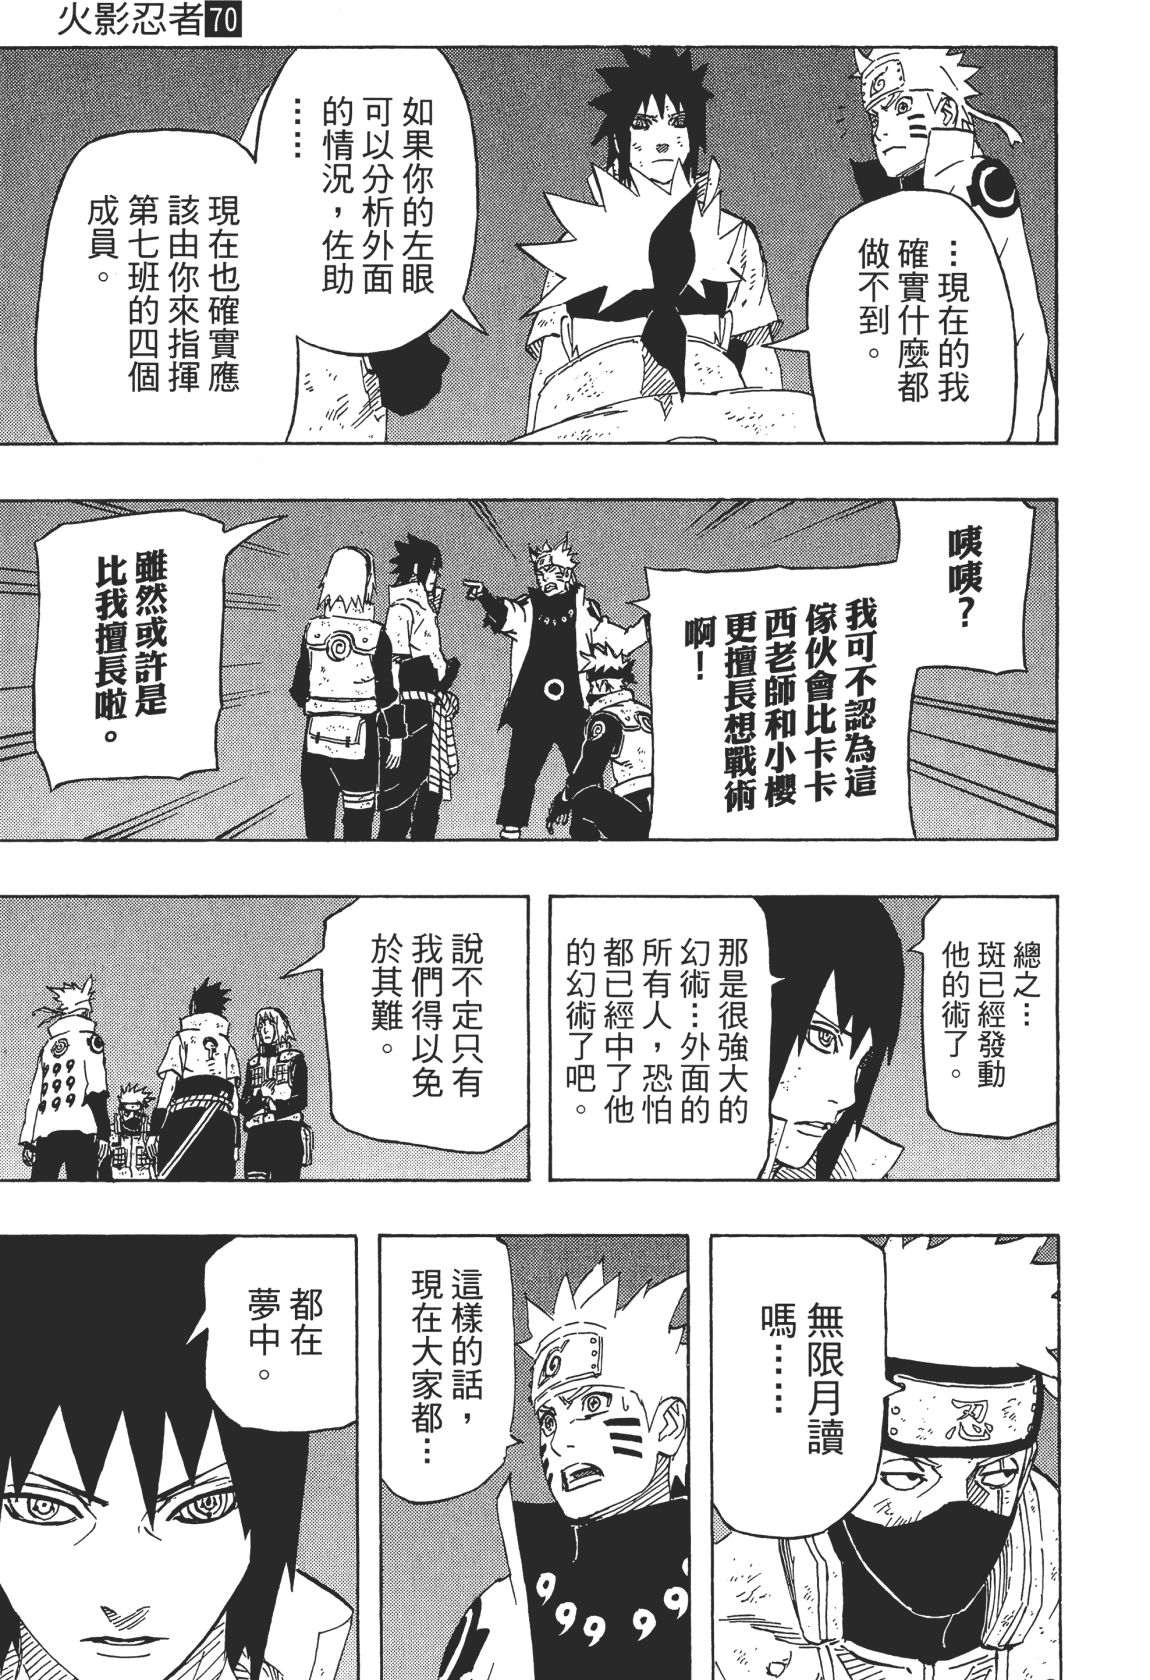 火影忍者70
…現在的我
確實什麼都
做不到。
如果你的左眼
可以分析外面
的情況，佐助
……
現在也確實應
該由你來指揮
第七班的四個
成員。
咦咦？
我可不認為這
傢伙會比卡卡
西老師和小櫻
更擅長想戰術
啊！
雖然或許是
比我擅長啦。
總之…
斑已經發動
他的術了。
那是很強大的
幻術…外面的
所有人，恐怕
都已經中了他
的幻術了吧。
說不定只有
我們得以免
於其難。
無限月讀
嗎……
忍
這樣的話，
現在大家都…
都在
夢中。